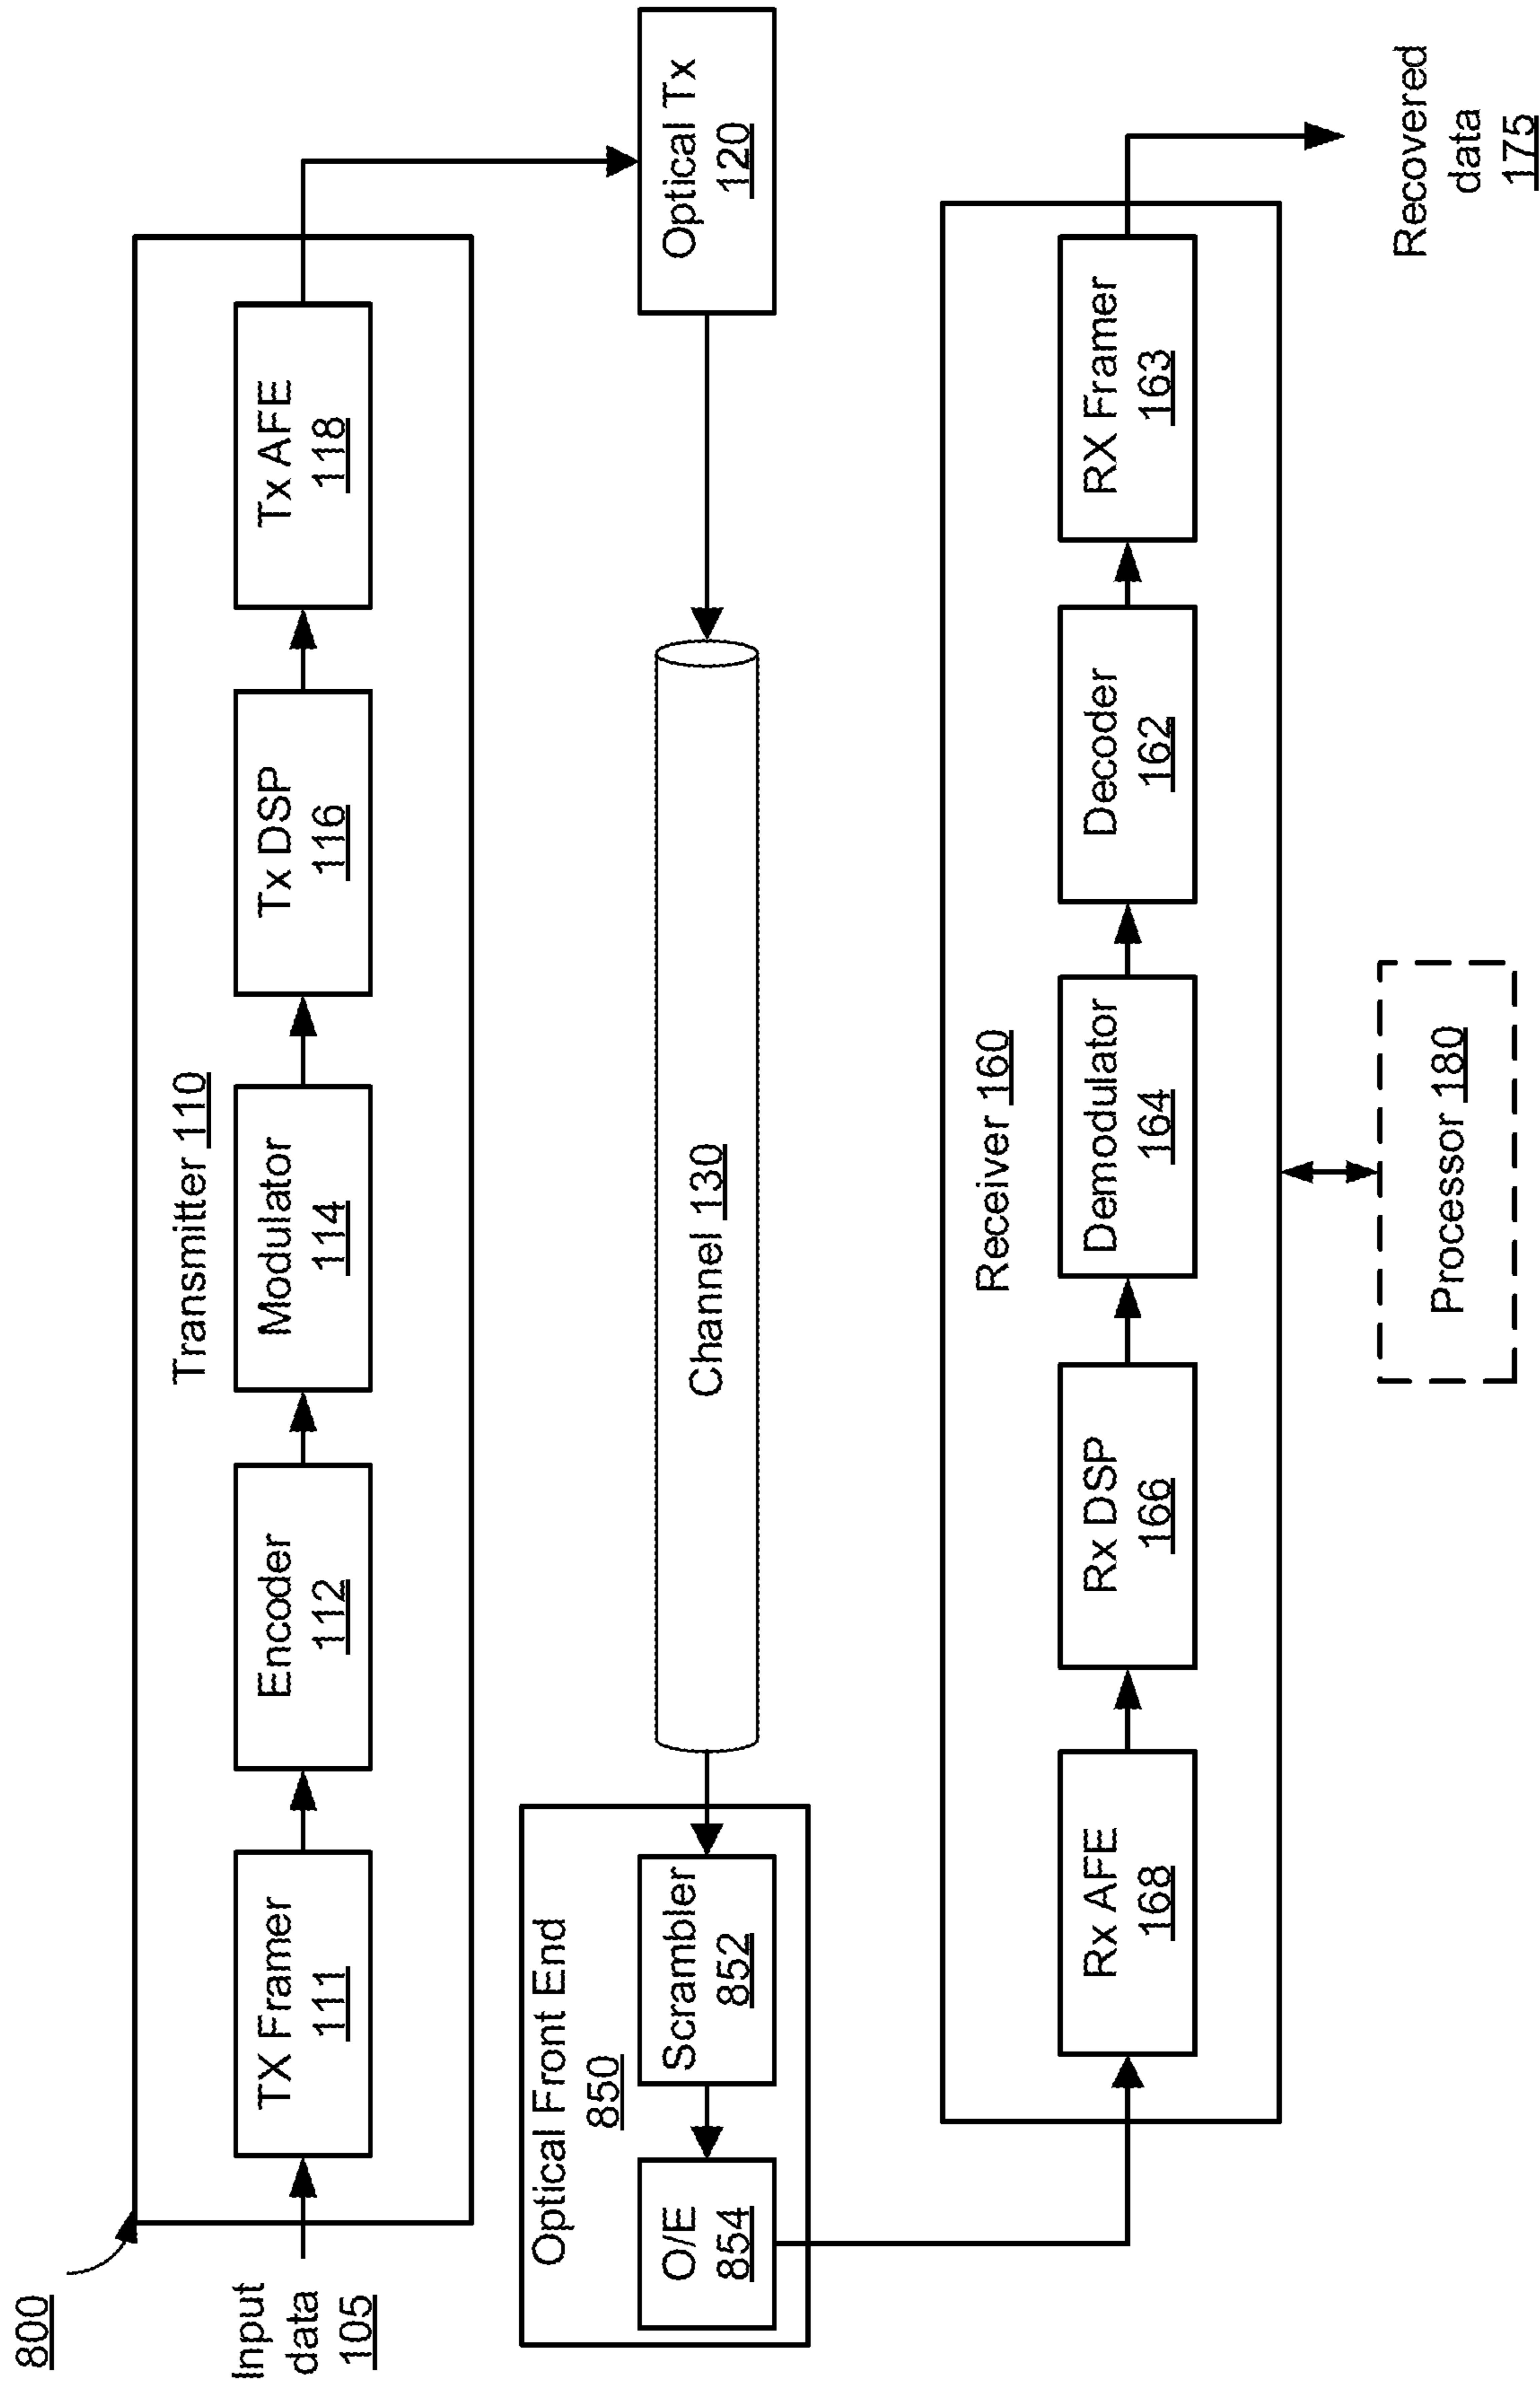 800
Input
data
105
Transmitter 110
TX Framer
111
Encoder
112
Modulator
114
Tx DSP
116
Tx AFE
118
Optical Tx
120
Channel 130
Optical Front End
850
Scrambler
852
O/E
854
Receiver 160
Rx AFE
168
Rx DSP
166
Demodulator
164
Decoder
162
RX Framer
163
Recovered
data
175
Processor 180